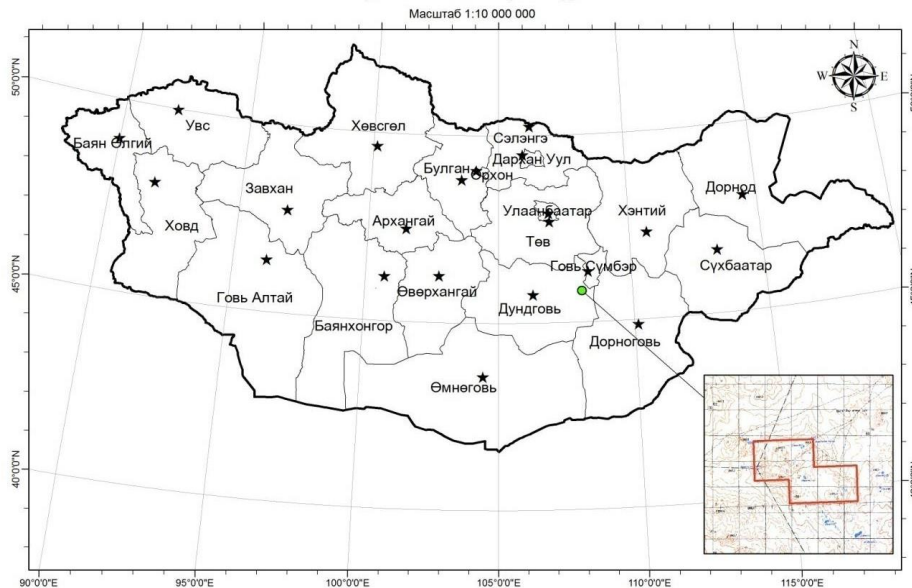 Масштаб 1:10 000 000
N
W E
S
50°0'0"N
45°0'0"N
40°0'0"N
Увс
Баян Өлгий
Хөвсгөл
Сэлэнгэ
Дархан Уул
Булган
Орхон
Завхан
Ховд
Архангай
Улаанбаатар
Төв
Хэнтий
Дорнод
Говь Сүмбэр
Сүхбаатар
Говь Алтай
Баянхонгор
Өвөрхангай
Дундговь
Дорноговь
Өмнөговь
90°0'0"E
95°0'0"E
100°0'0"E
105°0'0"E
110°0'0"E
115°0'0"E